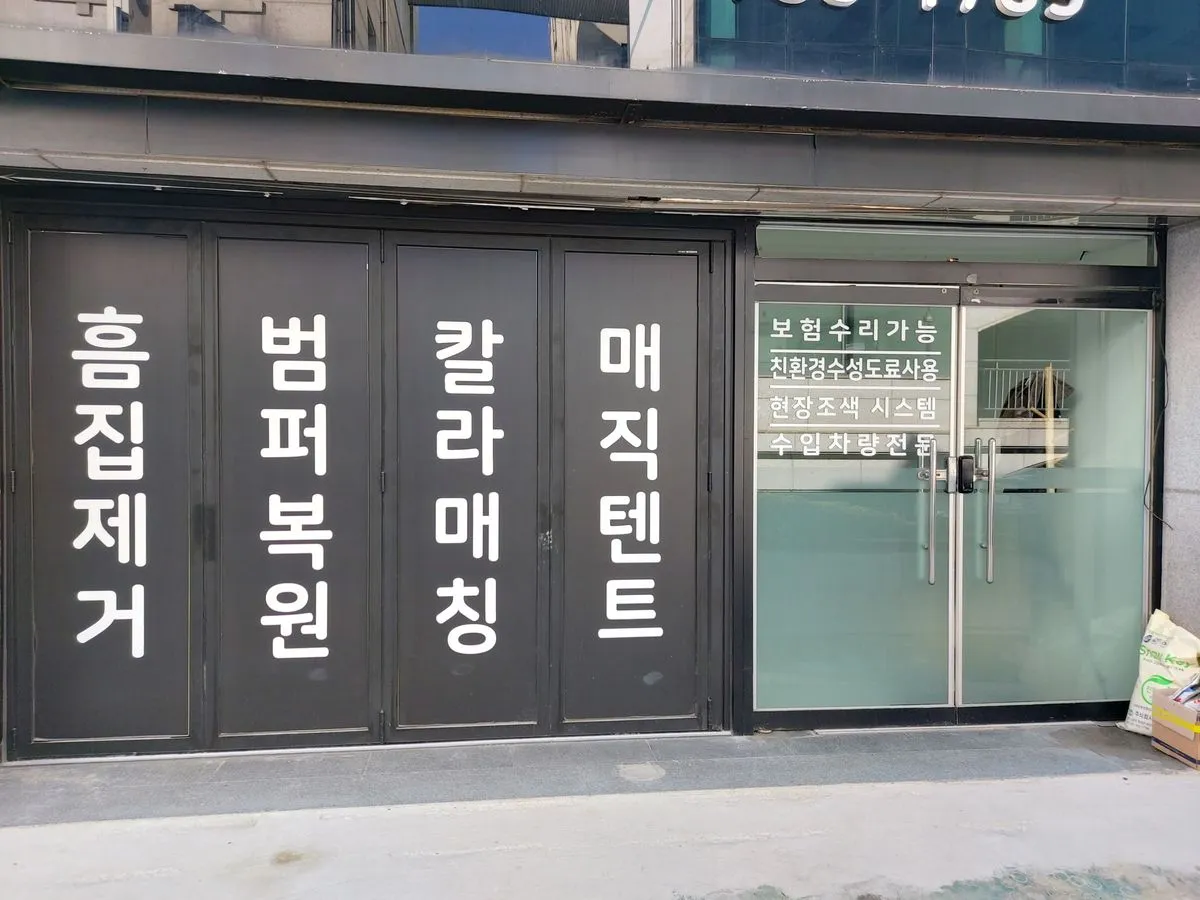 흠집제거
범퍼복원
칼라매칭
매직텐트
보험수리가능
친환경수성도료사용
현장조색 시스템
수입차량전문